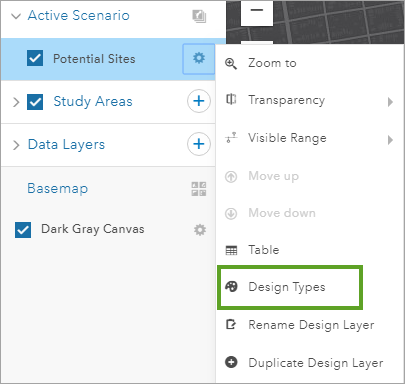 Active Scenario
Potential Sites
Study Areas
Data Layers
Basemap
Dark Gray Canvas
Zoom to
Transparency
Visible Range
Move up
Move down
Table
Design Types
Rename Design Layer
Duplicate Design Layer